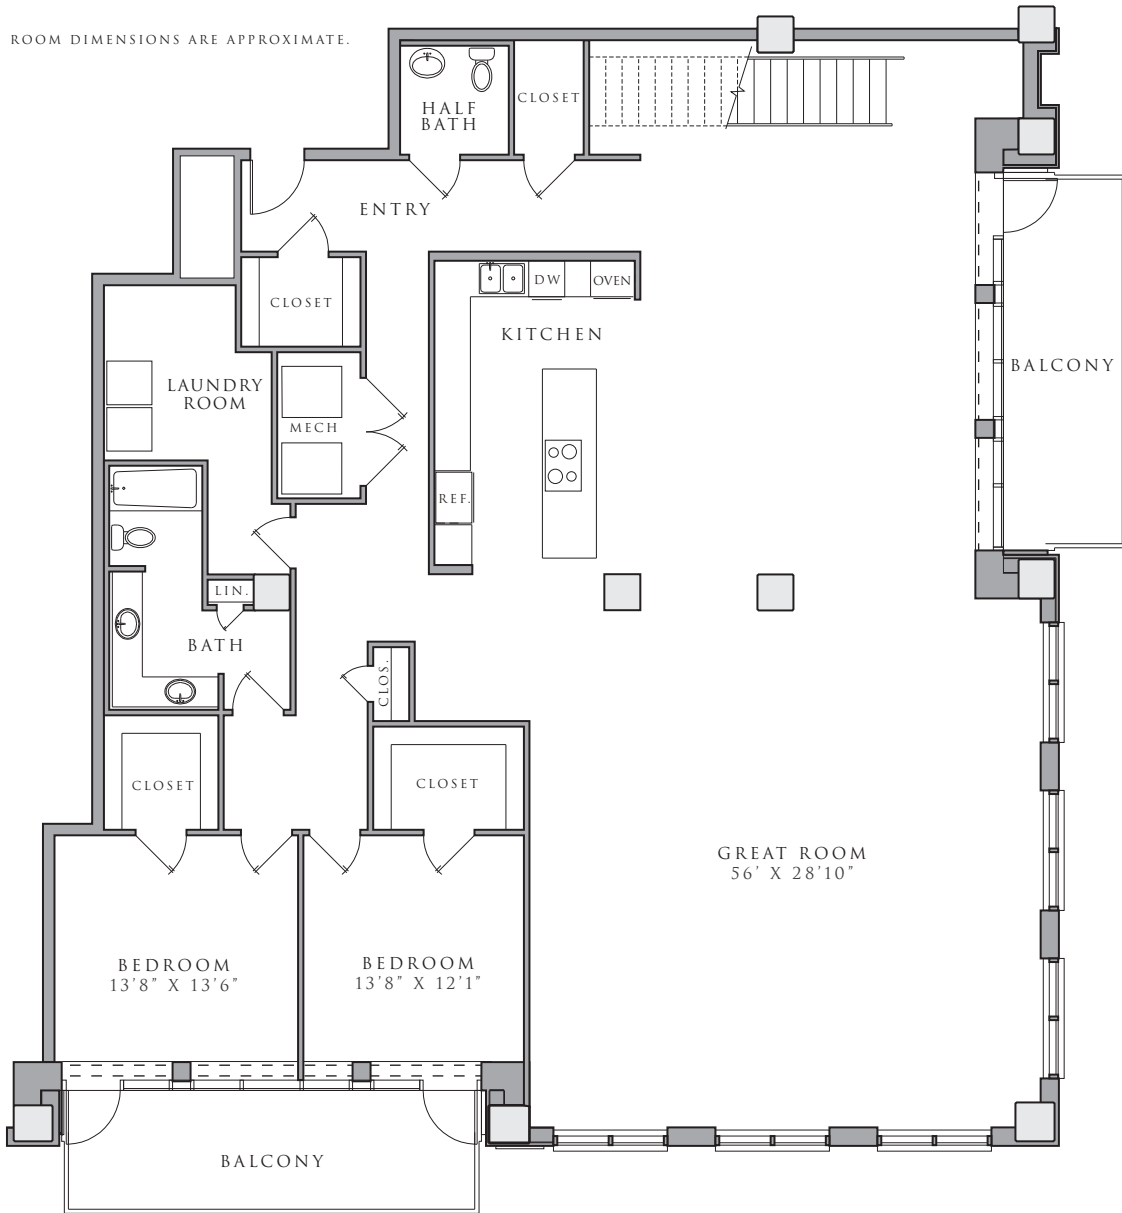 ROOM DIMENSIONS ARE APPROXIMATE.
HALF
BATH
CLOSET
ENTRY
CLOSET
DW
OVEN
KITCHEN
BALCONY
LAUNDRY
ROOM
MECH
REF.
LIN.
BATH
CLOS.
CLOSET
CLOSET
GREAT ROOM
56' X 28'10"
BEDROOM
13'8" X 13'6"
BEDROOM
13'8" X 12'1"
BALCONY